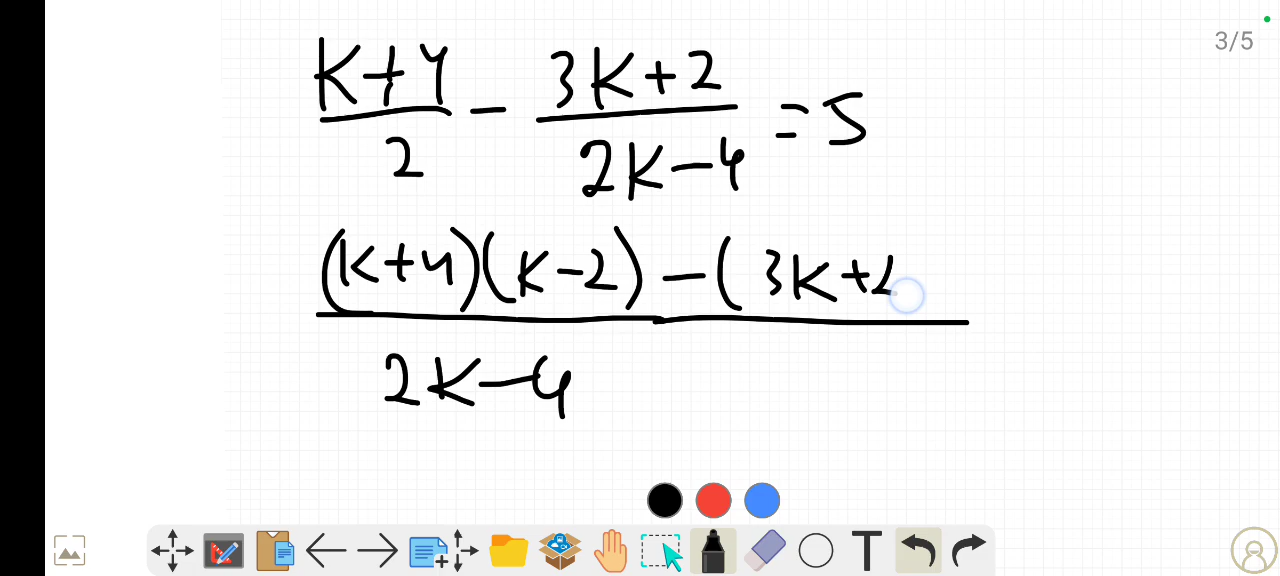 3/5
K+4/2 - 3K+2/2K-4 = 5
(K+4)(K-2) - (3K+2
2K-4
T